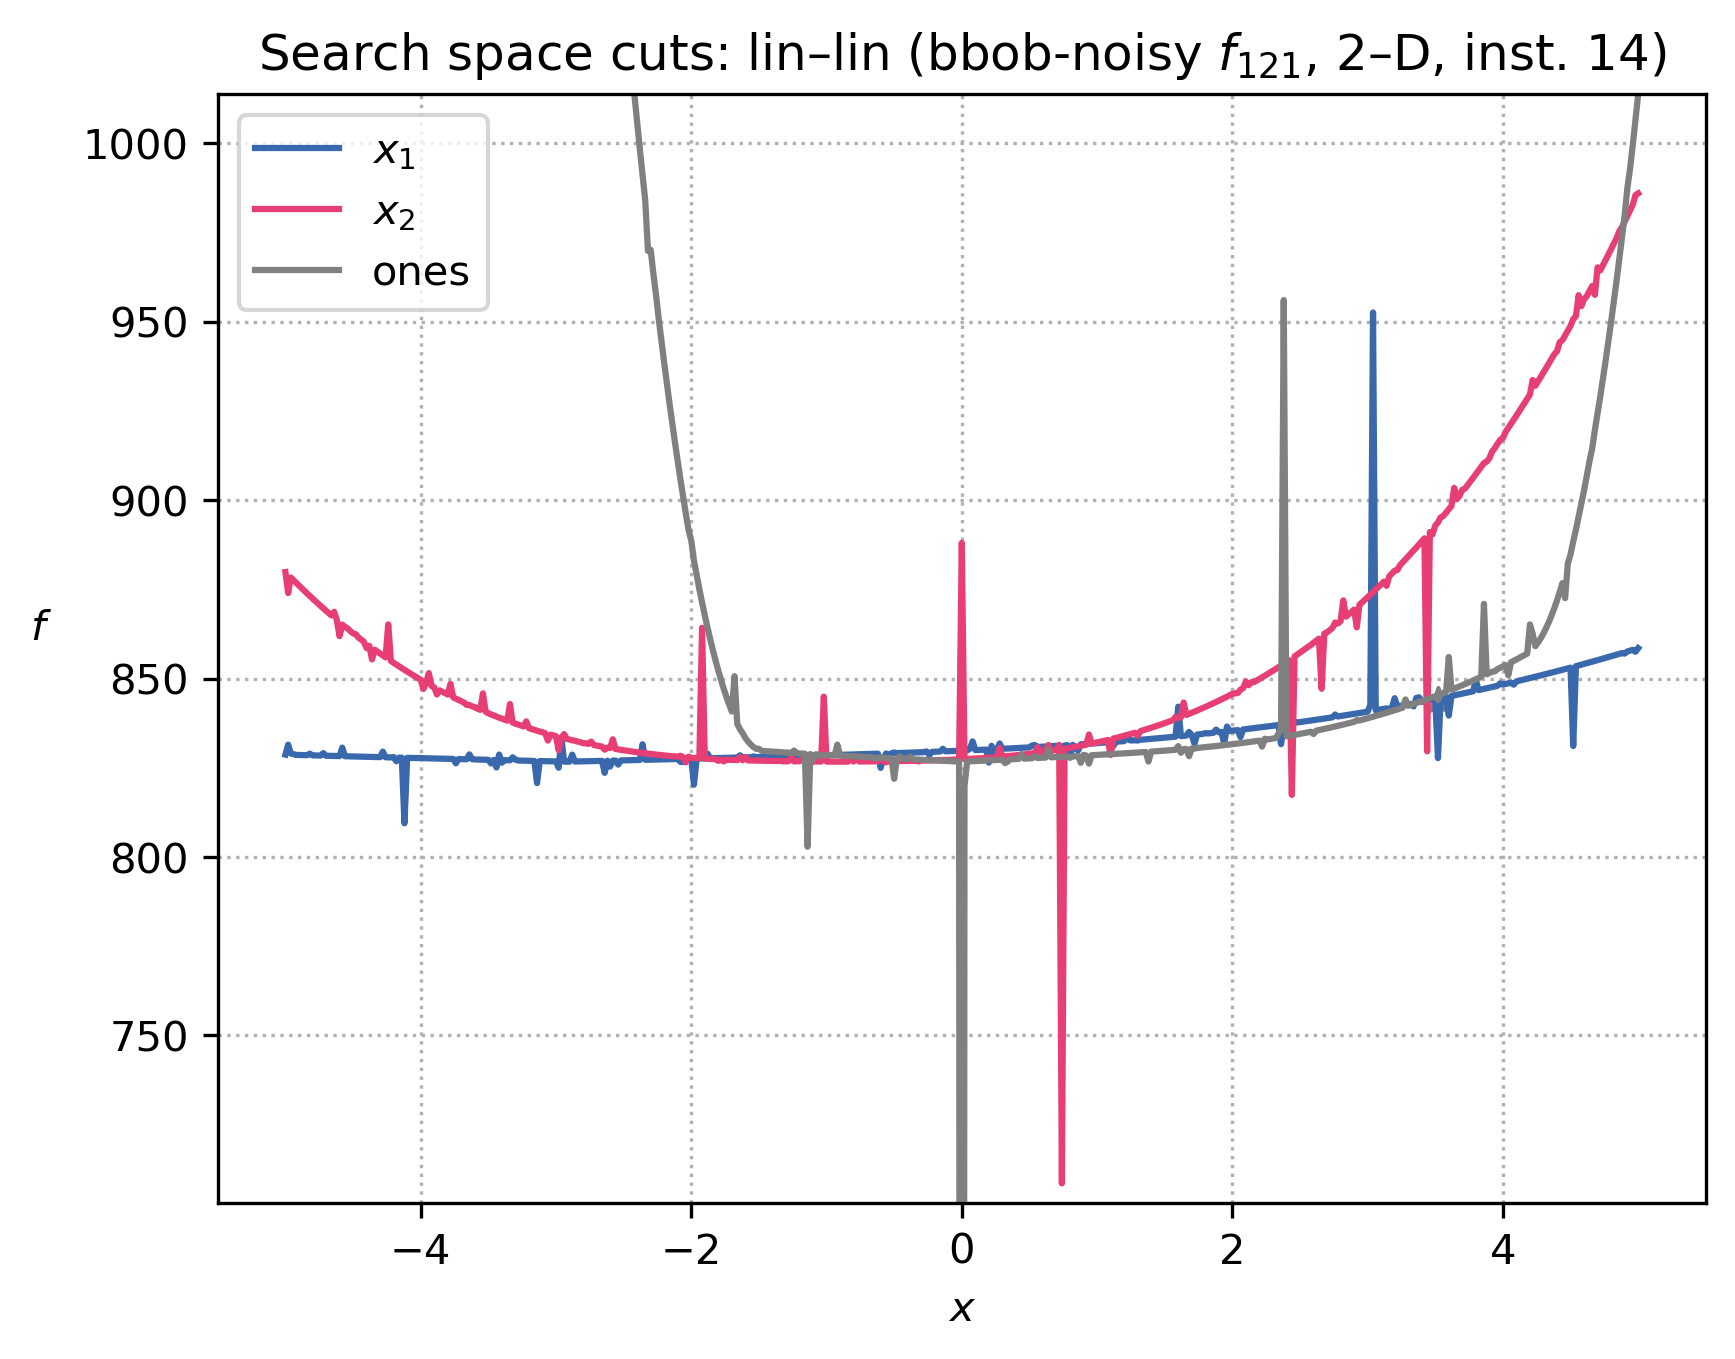 Search space cuts: lin–lin (bbob-noisy f₁₂₁, 2–D, inst. 14)
x₁
x₂
ones
1000
950
900
850
800
750
f
−4
−2
0
2
4
x